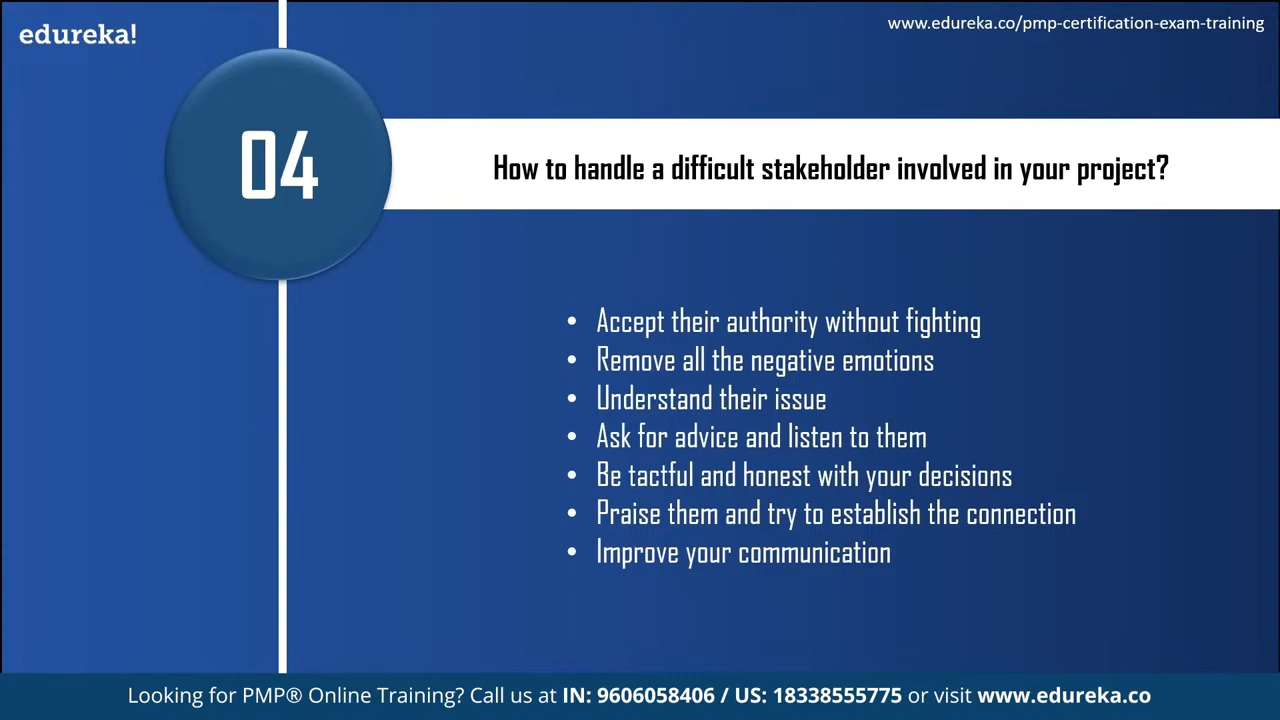 edureka!
www.edureka.co/pmp-certification-exam-training
04
How to handle a difficult stakeholder involved in your project?
• Accept their authority without fighting
• Remove all the negative emotions
• Understand their issue
• Ask for advice and listen to them
• Be tactful and honest with your decisions
• Praise them and try to establish the connection
• Improve your communication
Looking for PMP® Online Training? Call us at IN: 9606058406 / US: 18338555775 or visit www.edureka.co